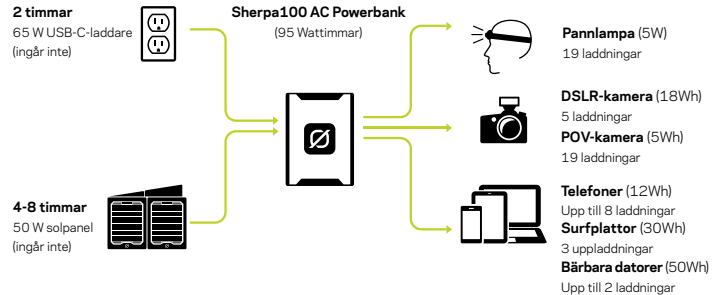 2 timmar
65 W USB-C-laddare
(ingår inte)
4-8 timmar
50 W solpanel
(ingår inte)
Sherpa100 AC Powerbank
(95 Wattimmar)
Pannlampa (5W)
19 laddningar
DSLR-kamera (18Wh)
5 laddningar
POV-kamera (5Wh)
19 laddningar
Telefoner (12Wh)
Upp till 8 laddningar
Surfplattor (30Wh)
3 uppladdningar
Bärbara datorer (50Wh)
Upp till 2 laddningar